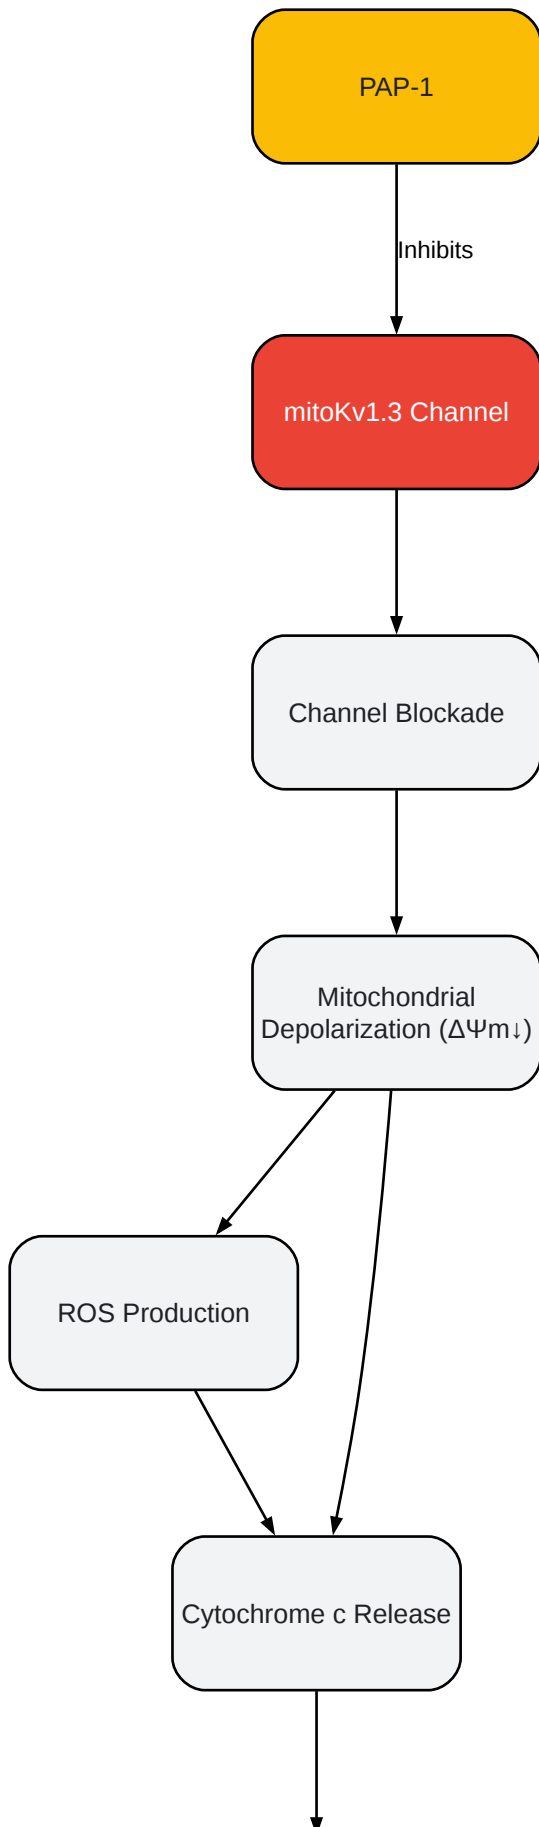 PAP-1
Inhibits
mitoKv1.3 Channel
Channel Blockade
Mitochondrial
Depolarization (ΔΨm↓)
ROS Production
Cytochrome c Release